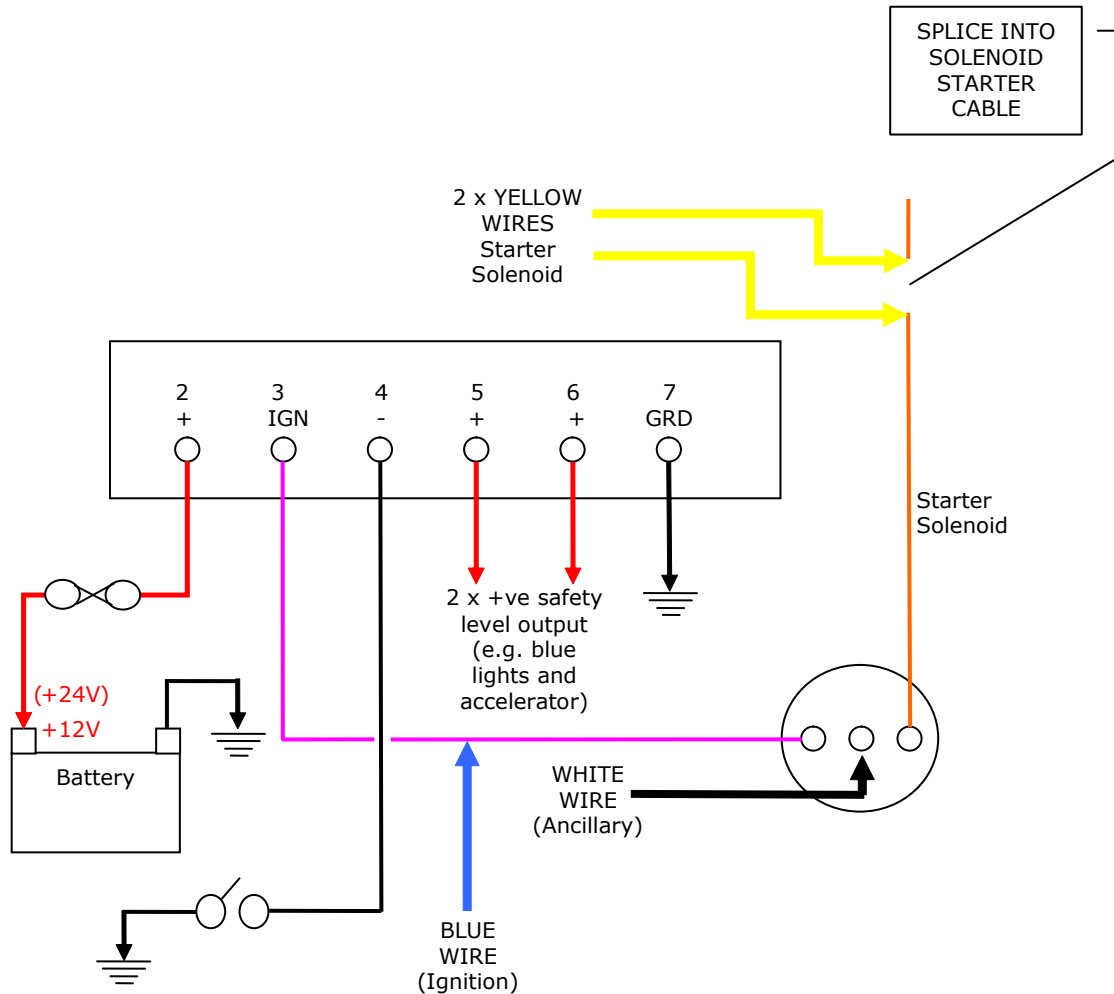 SPLICE INTO
SOLENOID
STARTER
CABLE
2 x YELLOW
WIRES
Starter
Solenoid
2 3 4 5 6 7
+ IGN - + + GRD
Starter
Solenoid
2 x +ve safety
level output
(e.g. blue
lights and
accelerator)
(+24V)
+12V
Battery
WHITE
WIRE
(Ancillary)
BLUE
WIRE
(Ignition)